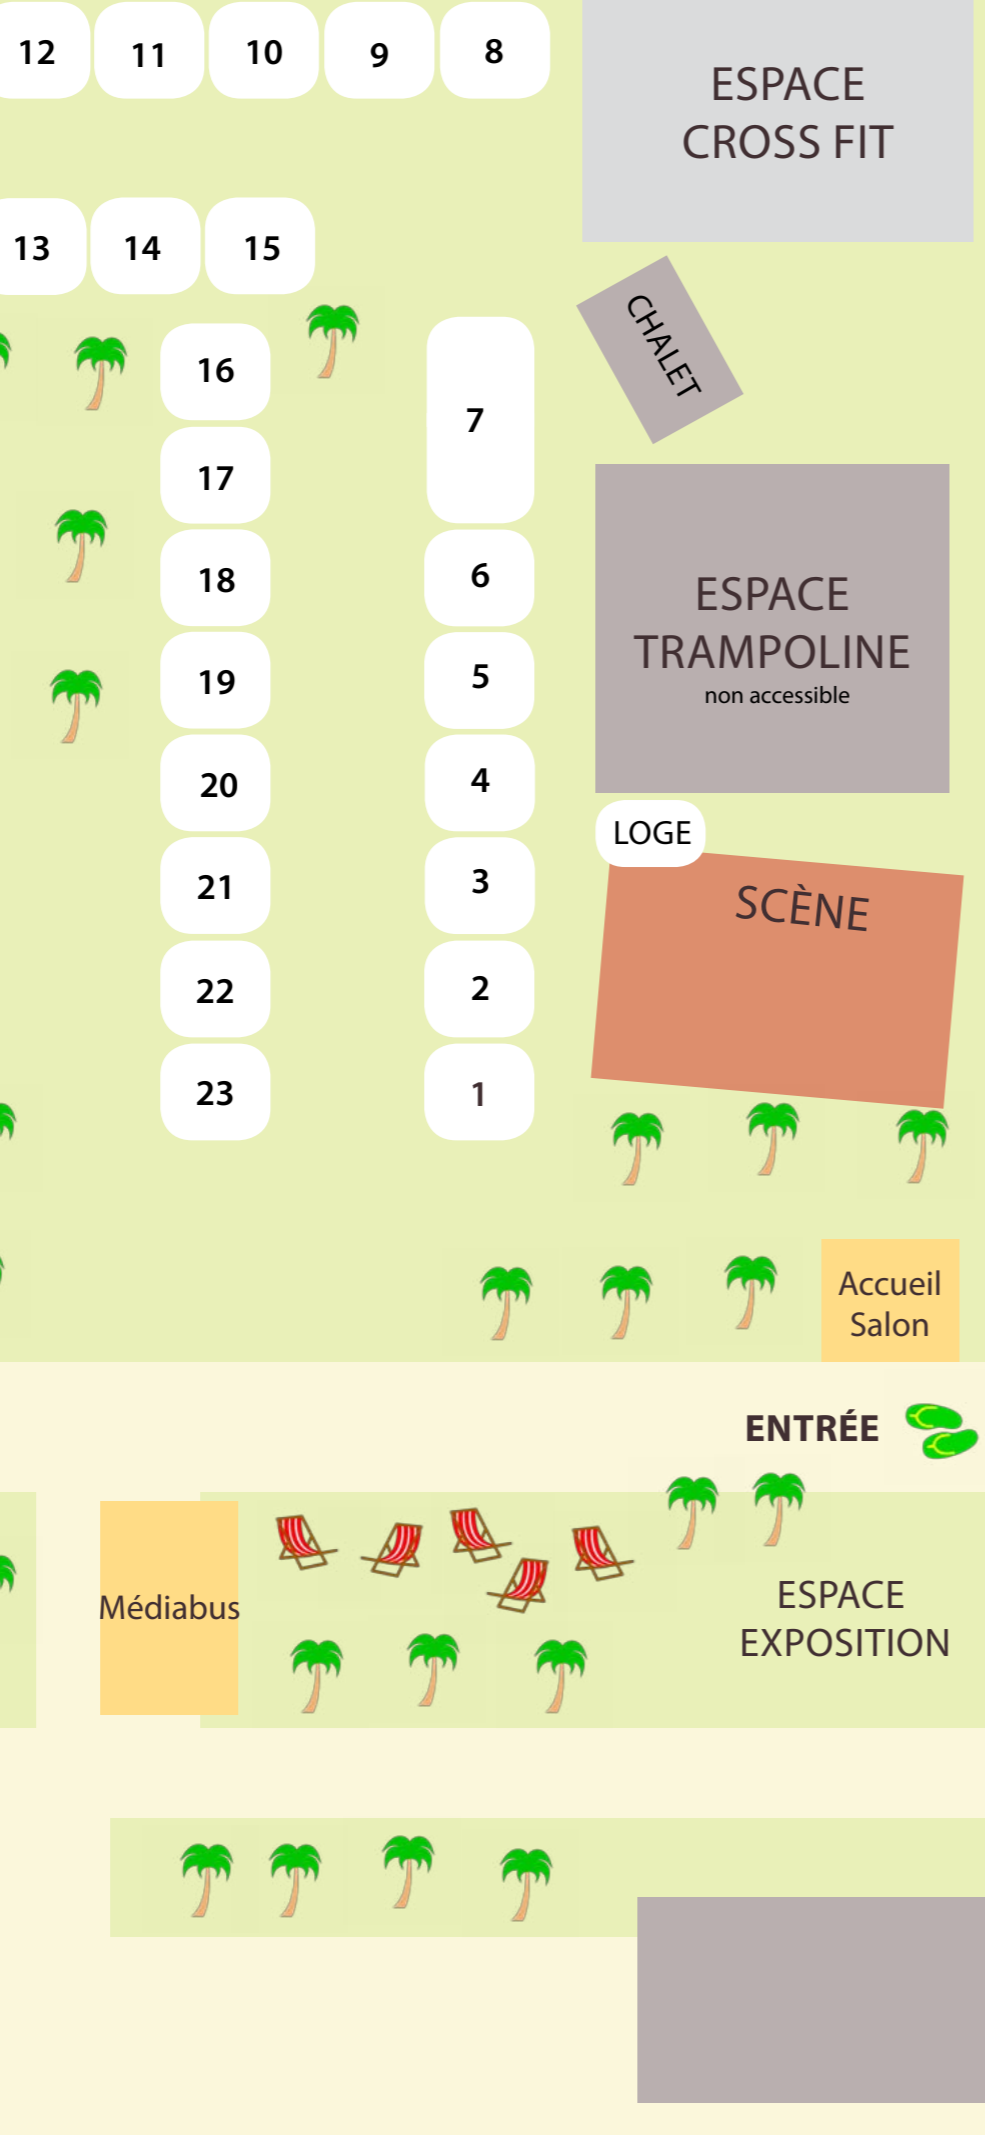 12
11
10
9
8
ESPACE
CROSS FIT
13
14
15
CHALET
16
7
17
18
6
ESPACE
TRAMPOLINE
non accessible
19
5
20
4
LOGE
21
3
SCÈNE
22
2
23
1
Accueil
Salon
ENTRÉE
Médiabus
ESPACE
EXPOSITION